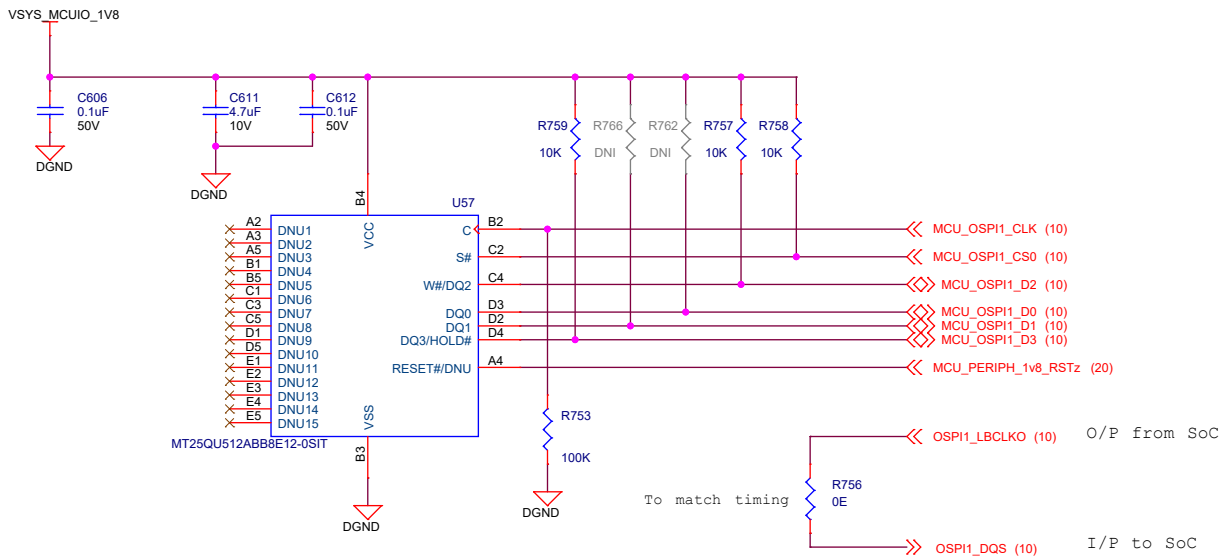 VSYS_MCUIO_1V8
C606
0.1uF
50V
DGND
C611
4.7uF
10V
DGND
C612
0.1uF
50V
R759
10K
R766
DNI
R762
DNI
R757
10K
R758
10K
U57
B4
VCC
A2 DNU1
A3 DNU2
A5 DNU3
B1 DNU4
B5 DNU5
C1 DNU6
C3 DNU7
C5 DNU8
D1 DNU9
D5 DNU10
E1 DNU11
E2 DNU12
E3 DNU13
E4 DNU14
E5 DNU15
C B2 MCU_OSPI1_CLK (10)
S# C2 MCU_OSPI1_CS0 (10)
W#/DQ2 C4 MCU_OSPI1_D2 (10)
DQ0 D3 MCU_OSPI1_D0 (10)
DQ1 D2 MCU_OSPI1_D1 (10)
DQ3/HOLD# D4 MCU_OSPI1_D3 (10)
RESET#/DNU A4 MCU_PERIPH_1v8_RSTz (20)
VSS
B3
MT25QU512ABB8E12-0SIT
DGND
R753
100K
DGND
OSPI1_LBCLKO (10) O/P from SoC
R756
0E
To match timing
OSPI1_DQS (10) I/P to SoC